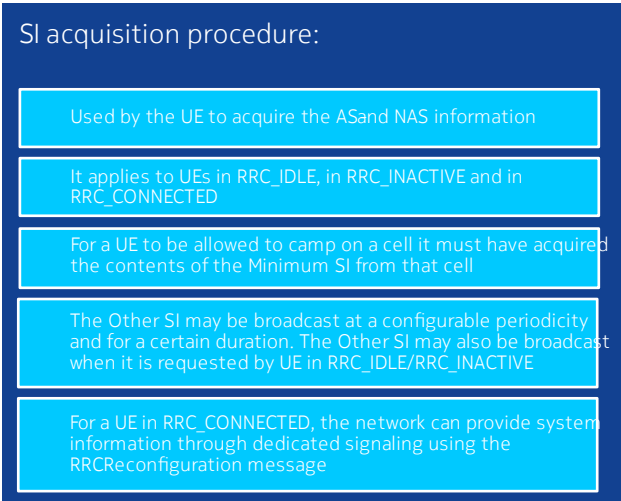 SI acquisition procedure:
Used by the UE to acquire the ASand NAS information
It applies to UEs in RRC_IDLE, in RRC_INACTIVE and in
RRC_CONNECTED
For a UE to be allowed to camp on a cell it must have acquired
the contents of the Minimum SI from that cell
The Other SI may be broadcast at a configurable periodicity
and for a certain duration. The Other SI may also be broadcast
when it is requested by UE in RRC_IDLE/RRC_INACTIVE
For a UE in RRC_CONNECTED, the network can provide system
information through dedicated signaling using the
RRCReconfiguration message